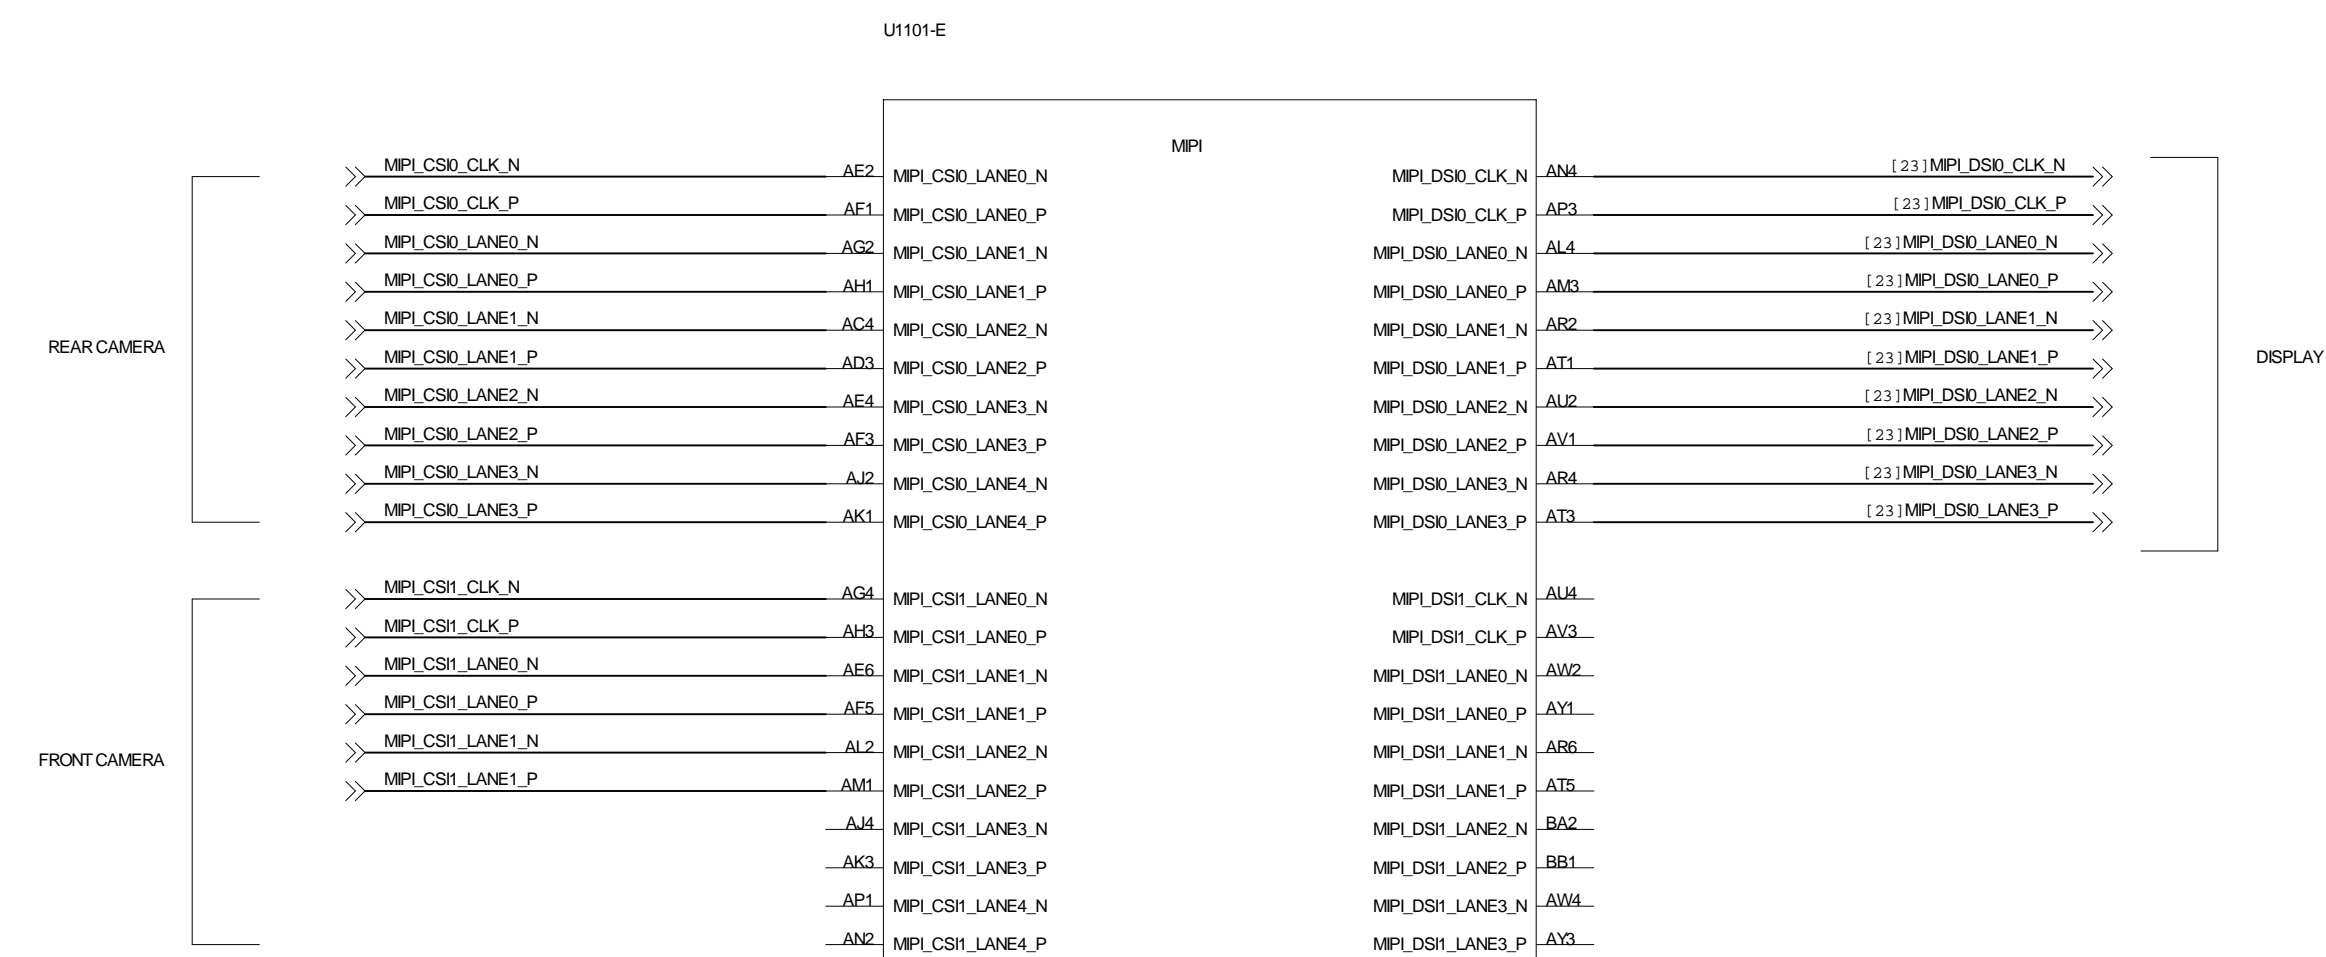 U1101-E
MIPI
MIPI_CSI0_CLK_N AE2 MIPI_CSI0_LANE0_N MIPI_DSI0_CLK_N AN4 [23]MIPI_DSI0_CLK_N
MIPI_CSI0_CLK_P AF1 MIPI_CSI0_LANE0_P MIPI_DSI0_CLK_P AP3 [23]MIPI_DSI0_CLK_P
MIPI_CSI0_LANE0_N AG2 MIPI_CSI0_LANE1_N MIPI_DSI0_LANE0_N AL4 [23]MIPI_DSI0_LANE0_N
MIPI_CSI0_LANE0_P AH1 MIPI_CSI0_LANE1_P MIPI_DSI0_LANE0_P AM3 [23]MIPI_DSI0_LANE0_P
MIPI_CSI0_LANE1_N AC4 MIPI_CSI0_LANE2_N MIPI_DSI0_LANE1_N AR2 [23]MIPI_DSI0_LANE1_N
REAR CAMERA
MIPI_CSI0_LANE1_P AD3 MIPI_CSI0_LANE2_P MIPI_DSI0_LANE1_P AT1 [23]MIPI_DSI0_LANE1_P
DISPLAY
MIPI_CSI0_LANE2_N AE4 MIPI_CSI0_LANE3_N MIPI_DSI0_LANE2_N AU2 [23]MIPI_DSI0_LANE2_N
MIPI_CSI0_LANE2_P AF3 MIPI_CSI0_LANE3_P MIPI_DSI0_LANE2_P AV1 [23]MIPI_DSI0_LANE2_P
MIPI_CSI0_LANE3_N AJ2 MIPI_CSI0_LANE4_N MIPI_DSI0_LANE3_N AR4 [23]MIPI_DSI0_LANE3_N
MIPI_CSI0_LANE3_P AK1 MIPI_CSI0_LANE4_P MIPI_DSI0_LANE3_P AT3 [23]MIPI_DSI0_LANE3_P
MIPI_CSI1_CLK_N AG4 MIPI_CSI1_LANE0_N MIPI_DSI1_CLK_N AU4
MIPI_CSI1_CLK_P AH3 MIPI_CSI1_LANE0_P MIPI_DSI1_CLK_P AV3
MIPI_CSI1_LANE0_N AE6 MIPI_CSI1_LANE1_N MIPI_DSI1_LANE0_N AW2
MIPI_CSI1_LANE0_P AF5 MIPI_CSI1_LANE1_P MIPI_DSI1_LANE0_P AY1
MIPI_CSI1_LANE1_N AL2 MIPI_CSI1_LANE2_N MIPI_DSI1_LANE1_N AR6
FRONT CAMERA
MIPI_CSI1_LANE1_P AM1 MIPI_CSI1_LANE2_P MIPI_DSI1_LANE1_P AT5
AJ4 MIPI_CSI1_LANE3_N MIPI_DSI1_LANE2_N BA2
AK3 MIPI_CSI1_LANE3_P MIPI_DSI1_LANE2_P BB1
AP1 MIPI_CSI1_LANE4_N MIPI_DSI1_LANE3_N AW4
AN2 MIPI_CSI1_LANE4_P MIPI_DSI1_LANE3_P AY3